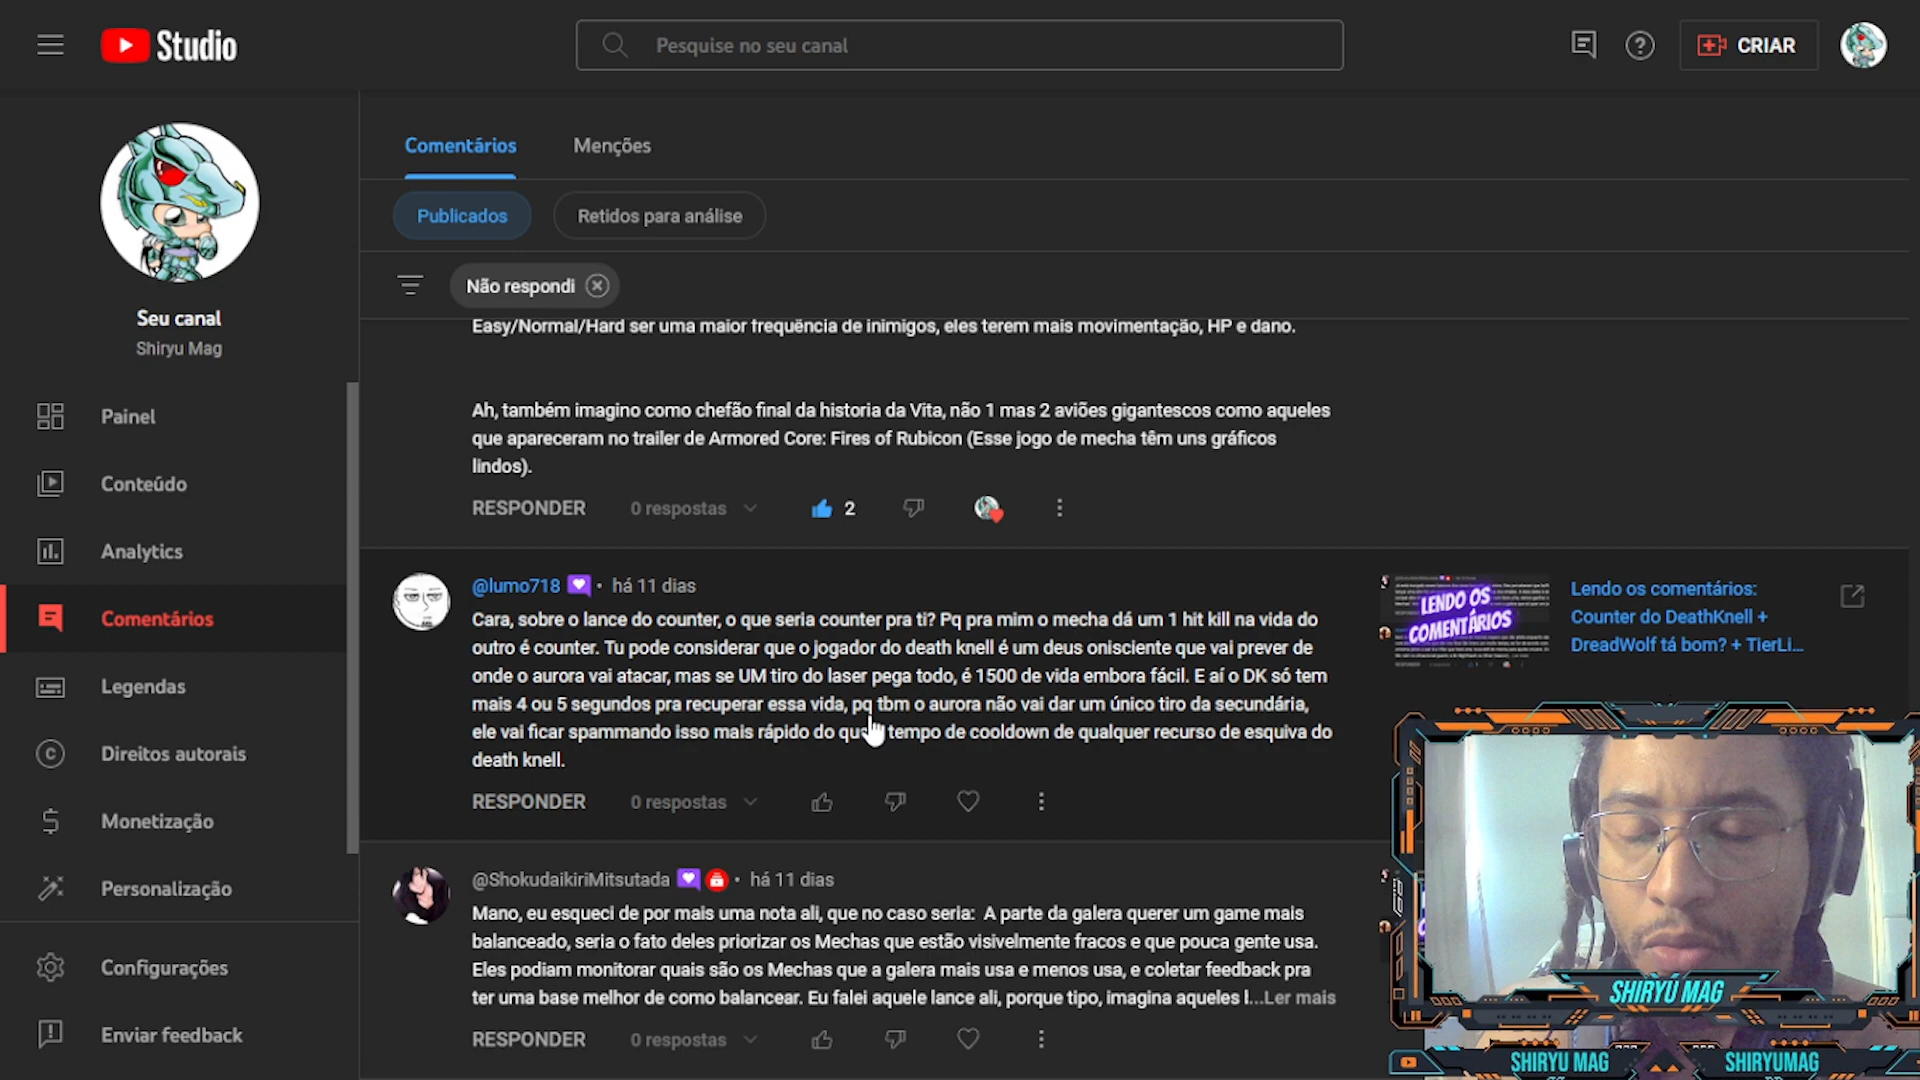 Studio
Pesquise no seu canal
CRIAR
Seu canal
Shiryu Mag
Painel
Conteúdo
Analytics
Comentários
Legendas
Direitos autorais
Monetização
Personalização
Configurações
Enviar feedback
Comentários
Menções
Publicados
Retidos para análise
Não respondi
Easy/Normal/Hard ser uma maior frequência de inimigos, eles terem mais movimentação, HP e dano.
Ah, também imagino como chefão final da historia da Vita, não 1 mas 2 aviões gigantescos como aqueles
que apareceram no trailer de Armored Core: Fires of Rubicon (Esse jogo de mecha têm uns gráficos
lindos).
RESPONDER
0 respostas
2
@lumo718 • há 11 dias
Cara, sobre o lance do counter, o que seria counter pra ti? Pq pra mim o mecha dá um 1 hit kill na vida do
outro é counter. Tu pode considerar que o jogador do death knell é um deus onisciente que vai prever de
onde o aurora vai atacar, mas se UM tiro do laser pega todo, é 1500 de vida embora fácil. E aí o DK só tem
mais 4 ou 5 segundos pra recuperar essa vida, pq tbm o aurora não vai dar um único tiro da secundária,
ele vai ficar spammando isso mais rápido do que tempo de cooldown de qualquer recurso de esquiva do
death knell.
RESPONDER
0 respostas
LENDO OS
COMENTÁRIOS
Lendo os comentários:
Counter do DeathKnell +
DreadWolf tá bom? + TierLi...
@ShokudaikiriMitsutada • há 11 dias
Mano, eu esqueci de por mais uma nota ali, que no caso seria: A parte da galera querer um game mais
balanceado, seria o fato deles priorizar os Mechas que estão visivelmente fracos e que pouca gente usa.
Eles podiam monitorar quais são os Mechas que a galera mais usa e menos usa, e coletar feedback pra
ter uma base melhor de como balancear. Eu falei aquele lance ali, porque tipo, imagina aqueles l...Ler mais
RESPONDER
0 respostas
SHIRYU MAG
SHIRYU MAG
SHIRYUMAG